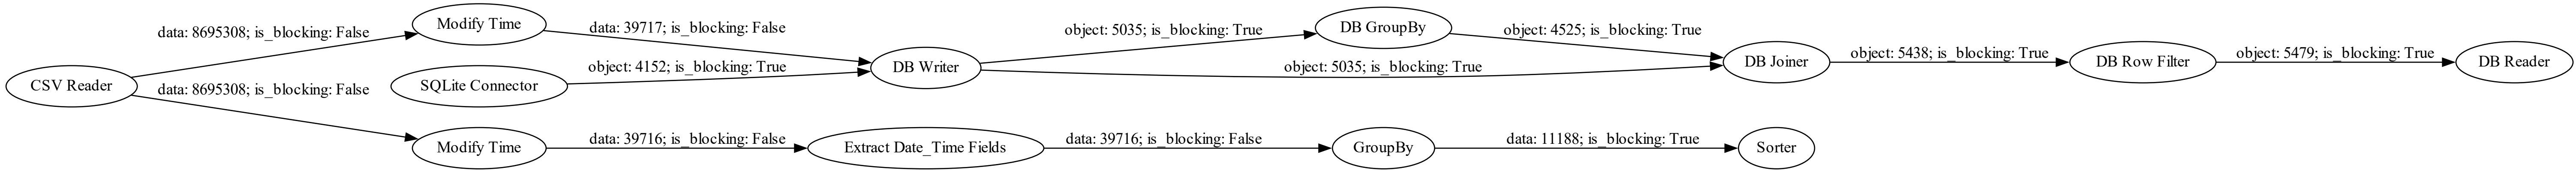 CSV Reader
data: 8695308; is_blocking: False
data: 8695308; is_blocking: False
Modify Time
SQLite Connector
Modify Time
data: 39717; is_blocking: False
object: 4152; is_blocking: True
data: 39716; is_blocking: False
DB Writer
Extract Date_Time Fields
object: 5035; is_blocking: True
object: 5035; is_blocking: True
data: 39716; is_blocking: False
DB GroupBy
GroupBy
object: 4525; is_blocking: True
data: 11188; is_blocking: True
DB Joiner
Sorter
object: 5438; is_blocking: True
DB Row Filter
object: 5479; is_blocking: True
DB Reader